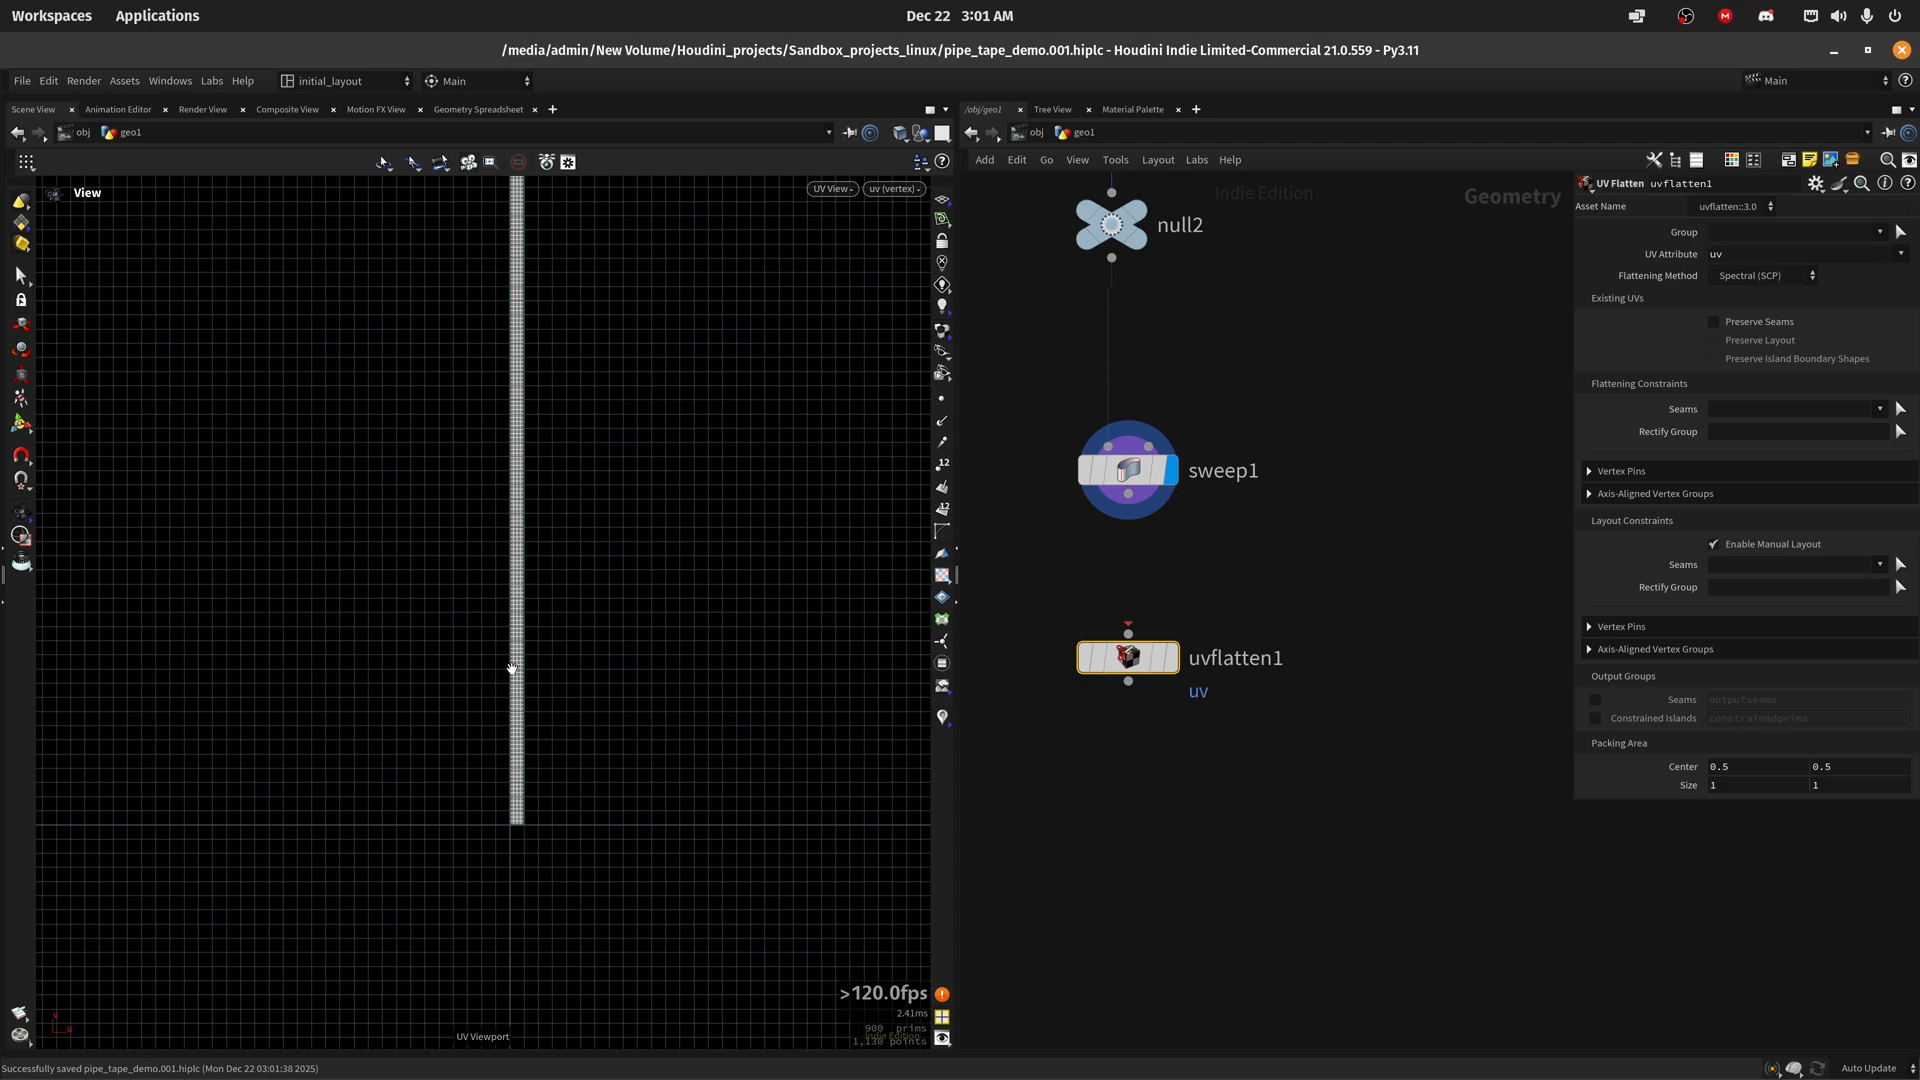 Workspaces Applications Dec 22 3:01 AM
/media/admin/New Volume/Houdini_projects/Sandbox_projects_linux/pipe_tape_demo.001.hiplc - Houdini Indie Limited-Commercial 21.0.559 - Py3.11
File Edit Render Assets Windows Labs Help initial_layout Main Main
Scene View Animation Editor Render View Composite View Motion FX View Geometry Spreadsheet
/obj/geo1 Tree View Material Palette
obj geo1
obj geo1
Add Edit Go View Tools Layout Labs Help
View
UV View
uv (vertex)
Indie Edition
Geometry
null2
sweep1
uvflatten1
uv
UV Flatten uvflatten1
Asset Name uvflatten::3.0
Group
UV Attribute uv
Flattening Method Spectral (SCP)
Existing UVs
Preserve Seams
Preserve Layout
Preserve Island Boundary Shapes
Flattening Constraints
Seams
Rectify Group
Vertex Pins
Axis-Aligned Vertex Groups
Layout Constraints
Enable Manual Layout
Seams
Rectify Group
Vertex Pins
Axis-Aligned Vertex Groups
Output Groups
Seams outputseams
Constrained Islands constrainedprims
Packing Area
Center 0.5 0.5
Size 1 1
12
12
>120.0fps
2.41ms
900 prims
Indie Edition
1,130 points
v
u
UV Viewport
Successfully saved pipe_tape_demo.001.hiplc (Mon Dec 22 03:01:38 2025)
Auto Update